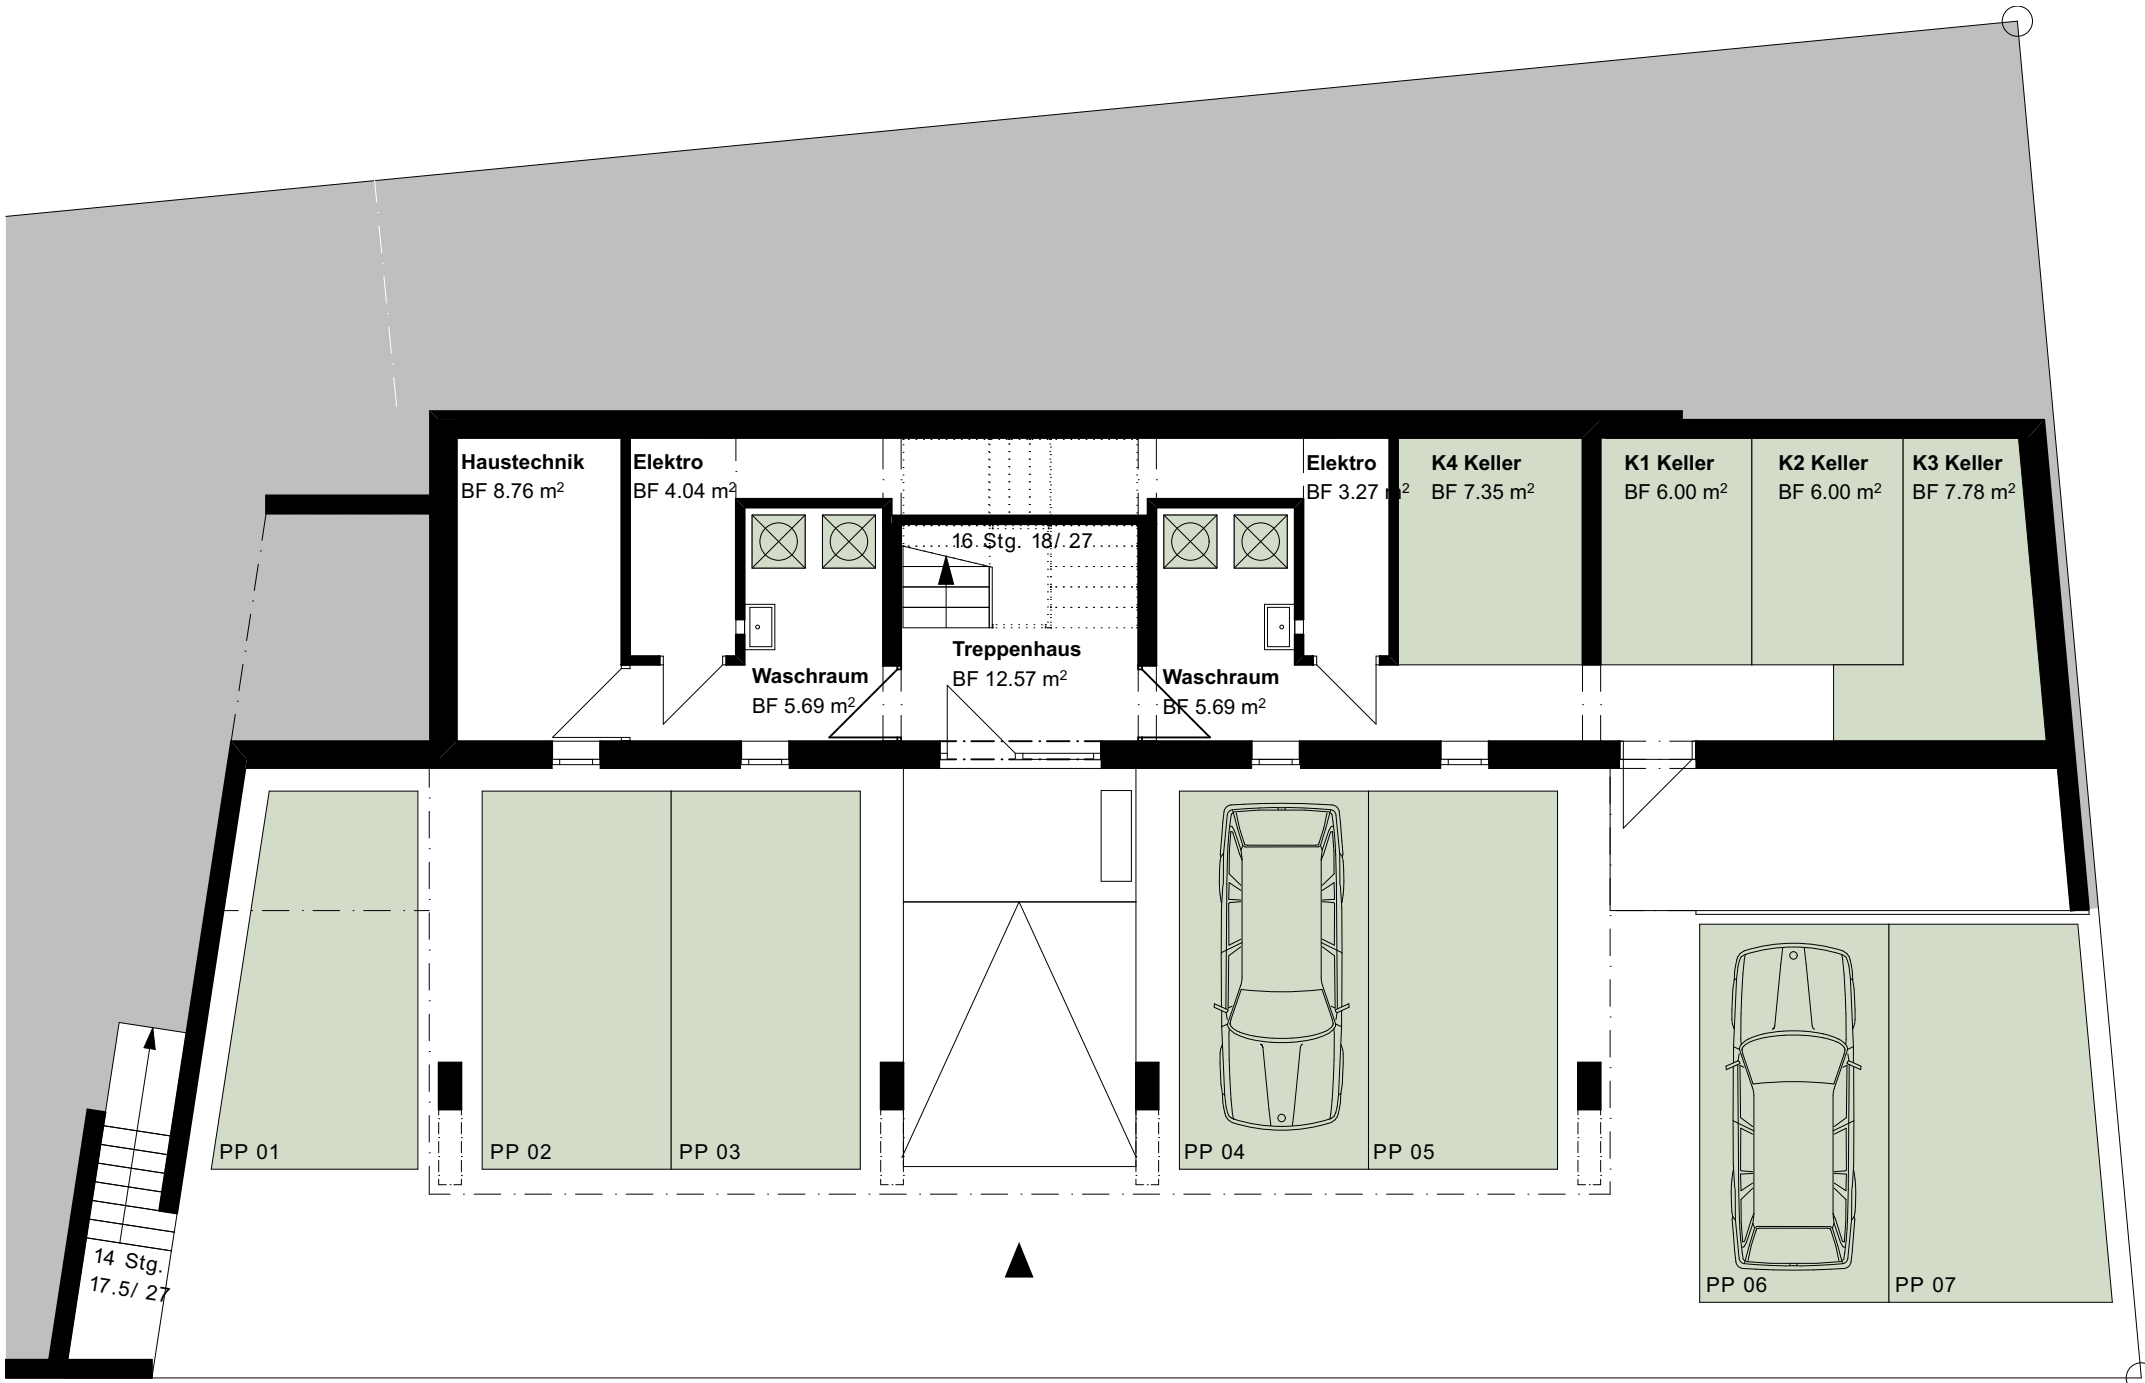 Haustechnik
BF 8.76 m²
Elektro
BF 4.04 m²
Elektro
BF 3.27 m²
K4 Keller
BF 7.35 m²
K1 Keller
BF 6.00 m²
K2 Keller
BF 6.00 m²
K3 Keller
BF 7.78 m²
16 Stg. 18/ 27
Treppenhaus
BF 12.57 m²
Waschraum
BF 5.69 m²
Waschraum
BF 5.69 m²
PP 01
PP 02
PP 03
PP 04
PP 05
PP 06
PP 07
14 Stg.
17.5/ 27